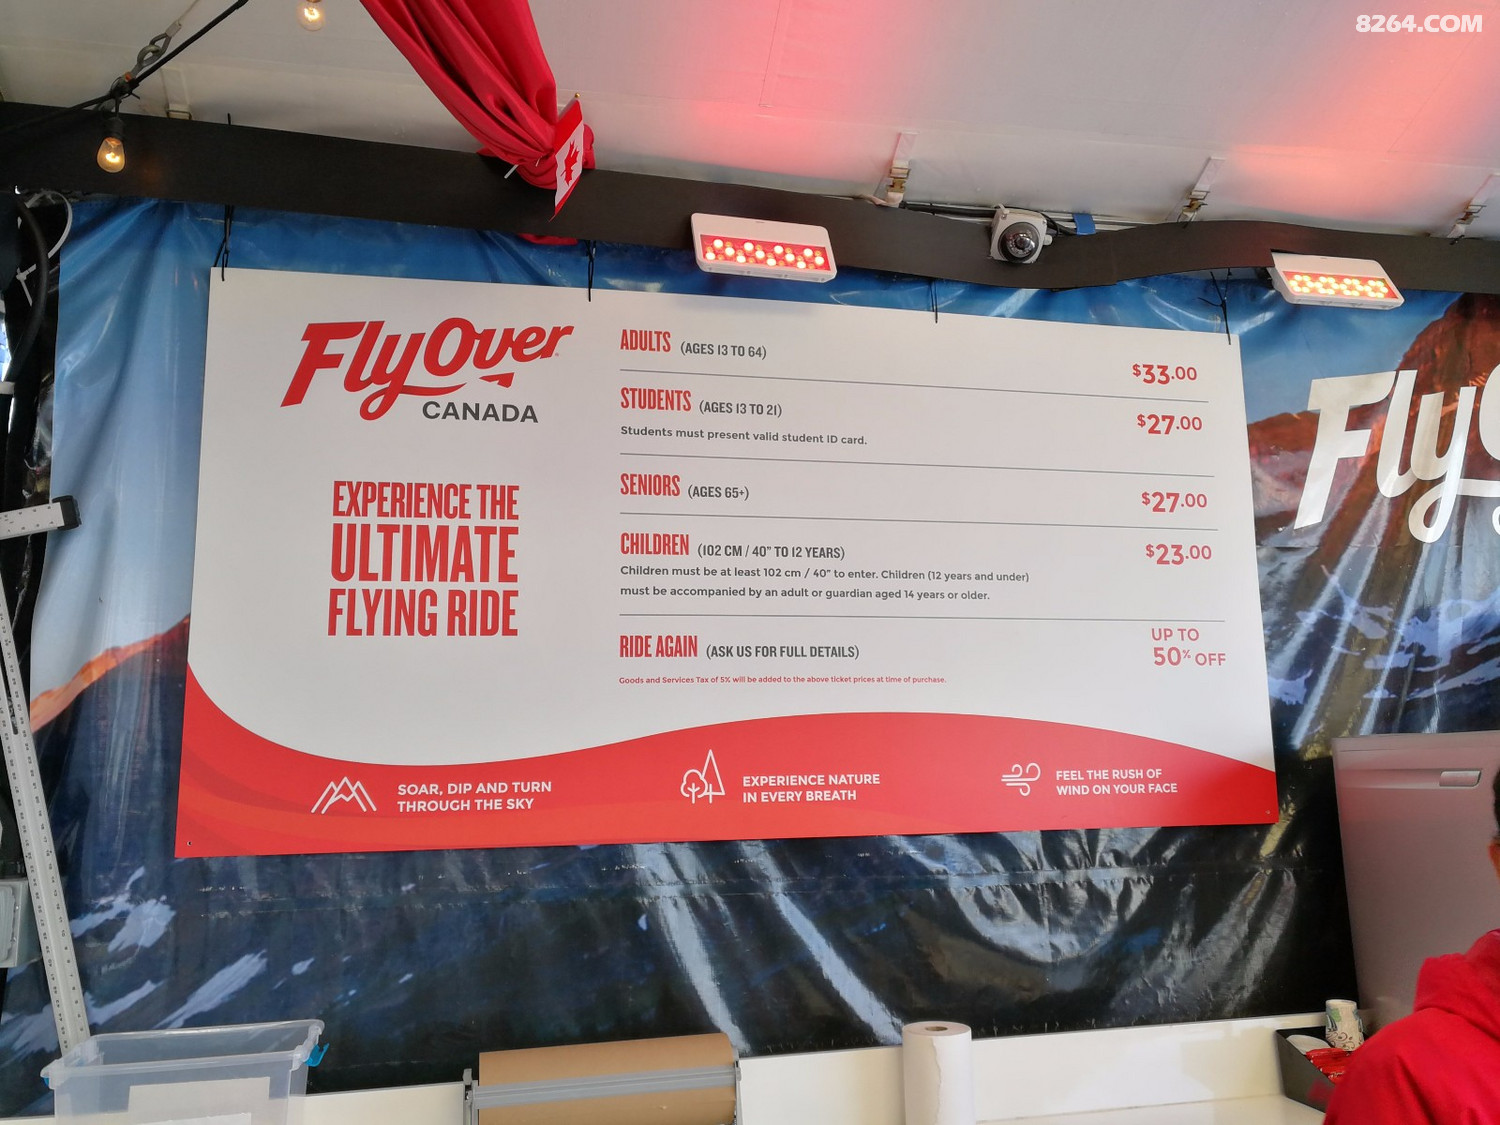 8264.COM
FlyOver
CANADA
EXPERIENCE THE
ULTIMATE
FLYING RIDE
ADULTS (AGES 13 TO 64) $33.00
STUDENTS (AGES 13 TO 21) $27.00
Students must present valid student ID card.
SENIORS (AGES 65+) $27.00
CHILDREN (102 CM / 40" TO 12 YEARS) $23.00
Children must be at least 102 cm / 40" to enter. Children (12 years and under)
must be accompanied by an adult or guardian aged 14 years or older.
RIDE AGAIN (ASK US FOR FULL DETAILS) UP TO
50% OFF
Goods and Services Tax of 5% will be added to the above ticket prices at time of purchase.
SOAR, DIP AND TURN
THROUGH THE SKY
EXPERIENCE NATURE
IN EVERY BREATH
FEEL THE RUSH OF
WIND ON YOUR FACE
Fly